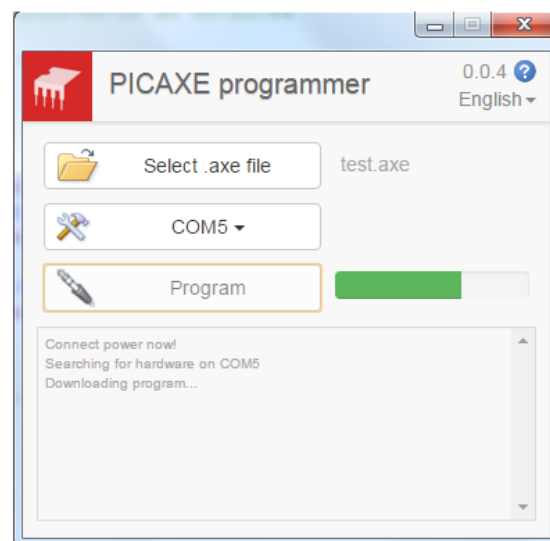 PICAXE programmer
0.0.4
English
Select .axe file
test.axe
COM5
Program
Connect power now!
Searching for hardware on COM5
Downloading program...